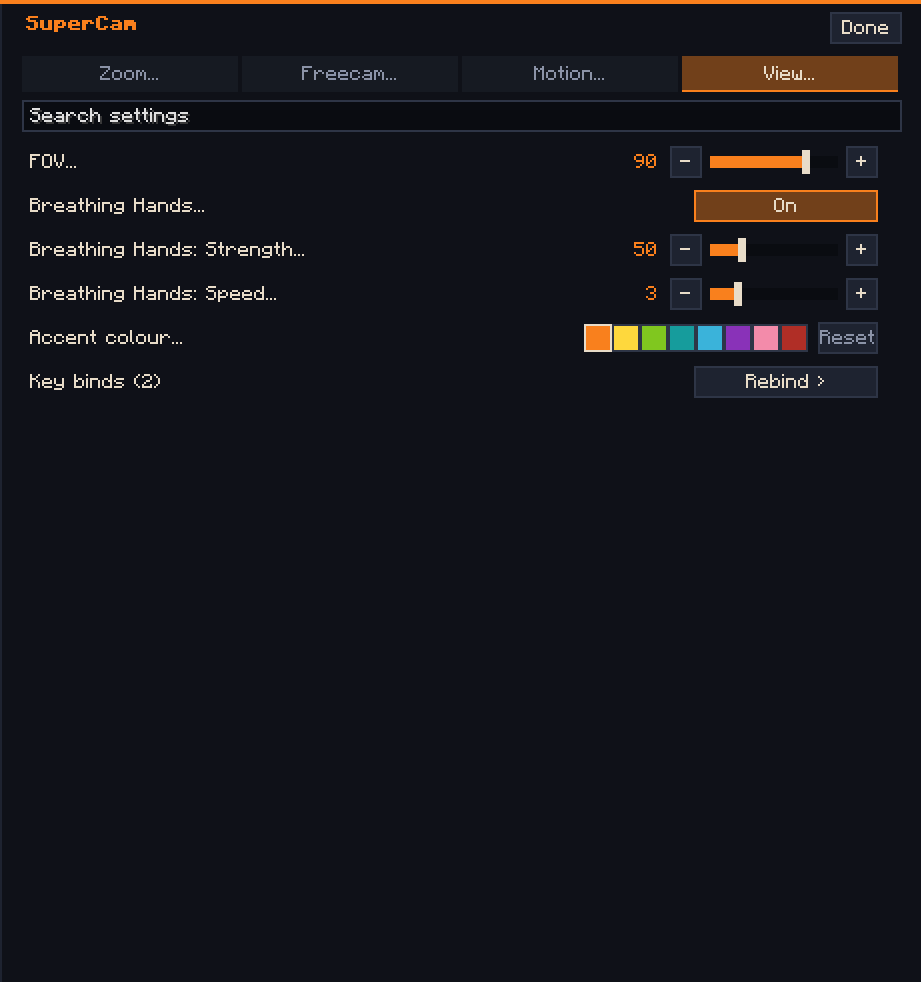 SuperCam
Done
Zoom... Freecam... Motion... View...
Search settings
FOV... 90 - +
Breathing Hands... On
Breathing Hands: Strength... 50 - +
Breathing Hands: Speed... 3 - +
Accent colour... Reset
Key binds (2) Rebind >